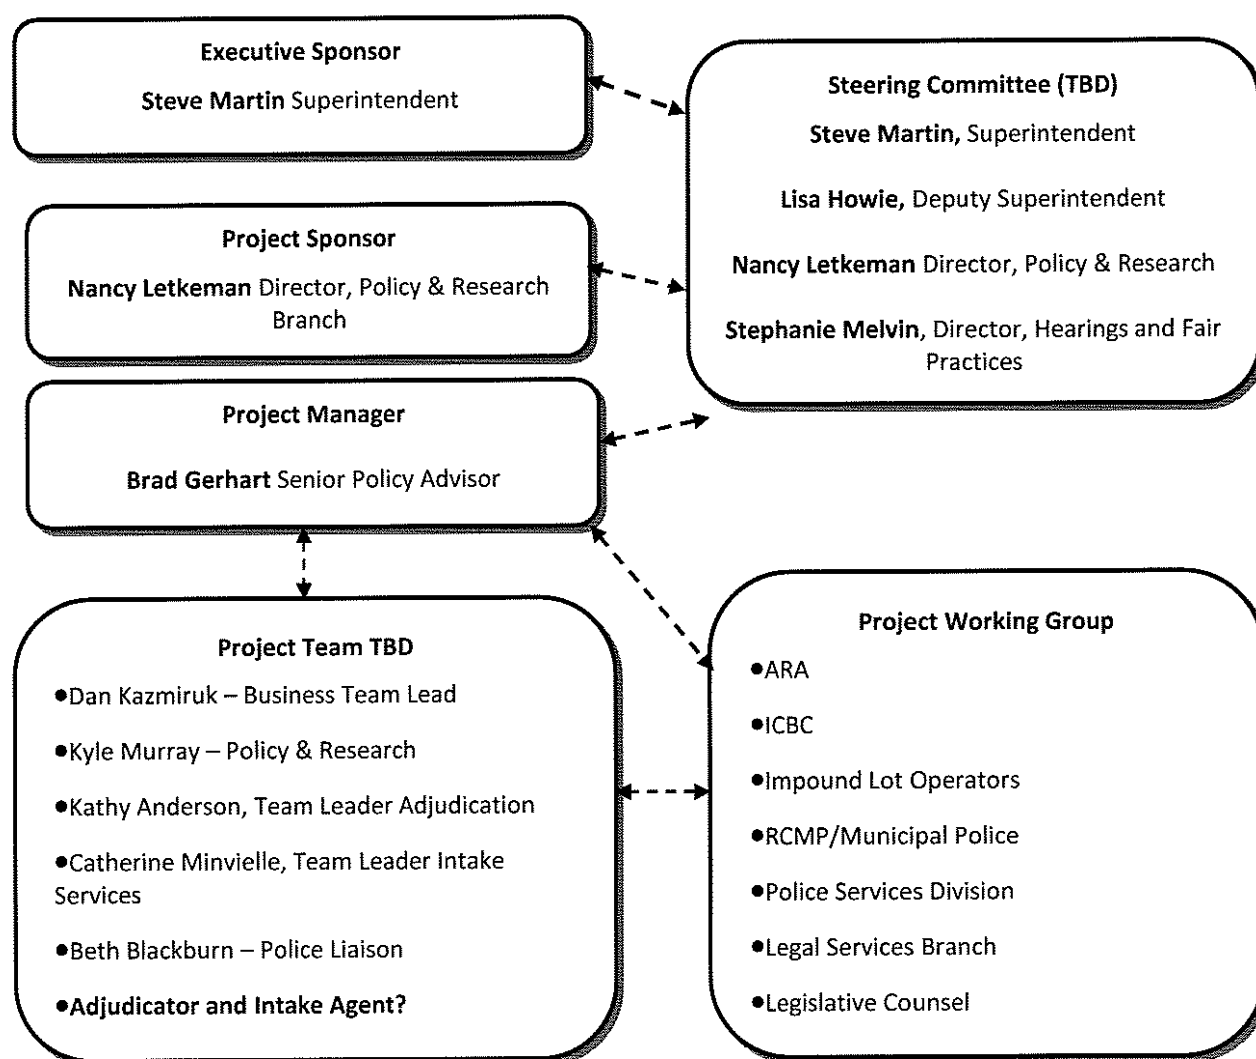 Executive Sponsor
Steve Martin Superintendent
Steering Committee (TBD)
Steve Martin, Superintendent
Lisa Howie, Deputy Superintendent
Nancy Letkeman Director, Policy & Research
Stephanie Melvin, Director, Hearings and Fair
Practices
Project Sponsor
Nancy Letkeman Director, Policy & Research
Branch
Project Manager
Brad Gerhart Senior Policy Advisor
Project Team TBD
•Dan Kazmiruk – Business Team Lead
•Kyle Murray – Policy & Research
•Kathy Anderson, Team Leader Adjudication
•Catherine Minvielle, Team Leader Intake
Services
•Beth Blackburn – Police Liaison
•Adjudicator and Intake Agent?
Project Working Group
•ARA
•ICBC
•Impound Lot Operators
•RCMP/Municipal Police
•Police Services Division
•Legal Services Branch
•Legislative Counsel